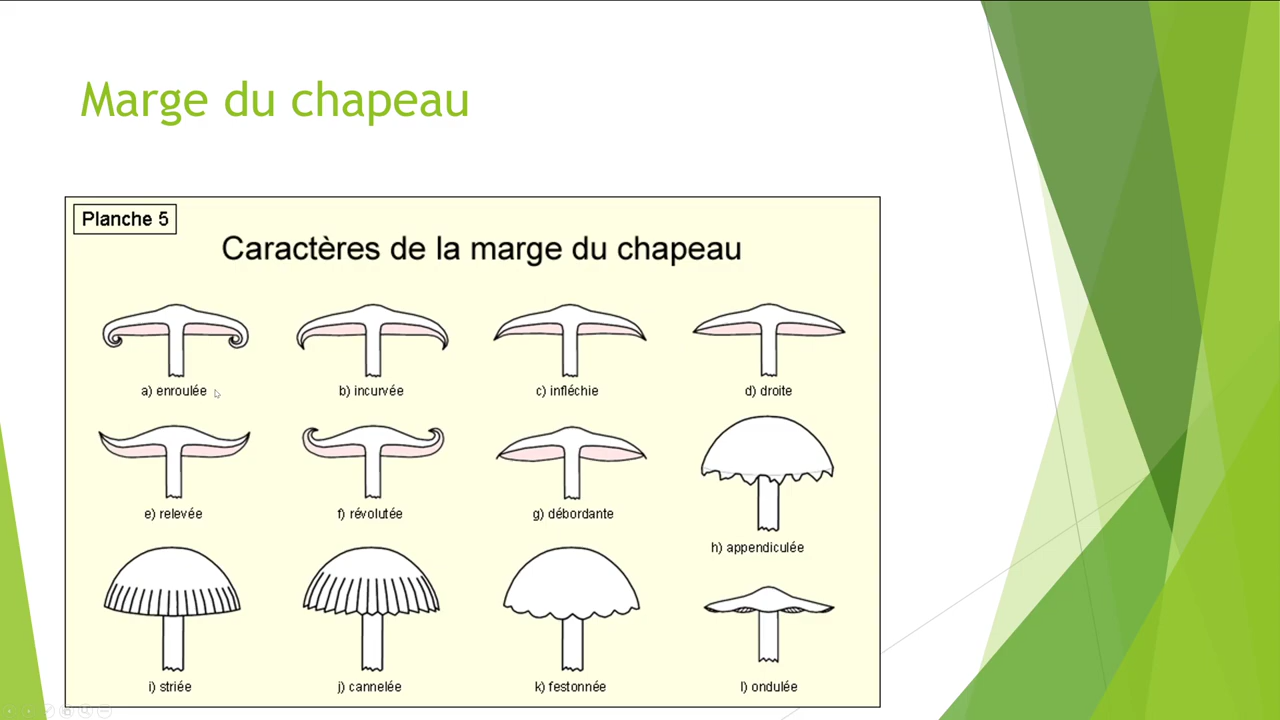 Marge du chapeau
Planche 5
Caractères de la marge du chapeau
a) enroulée
b) incurvée
c) infléchie
d) droite
e) relevée
f) révolutée
g) débordante
h) appendiculée
i) striée
j) cannelée
k) festonnée
l) ondulée